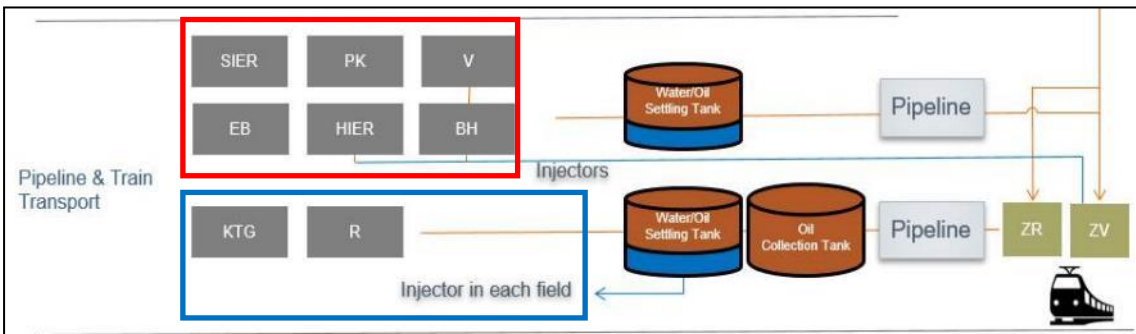 SIER PK V
Water/Oil
Settling Tank
Pipeline
EB HIER BH
Injectors
Pipeline & Train
Transport
KTG R
Water/Oil
Settling Tank
Oil
Collection Tank
Pipeline
ZR ZV
Injector in each field